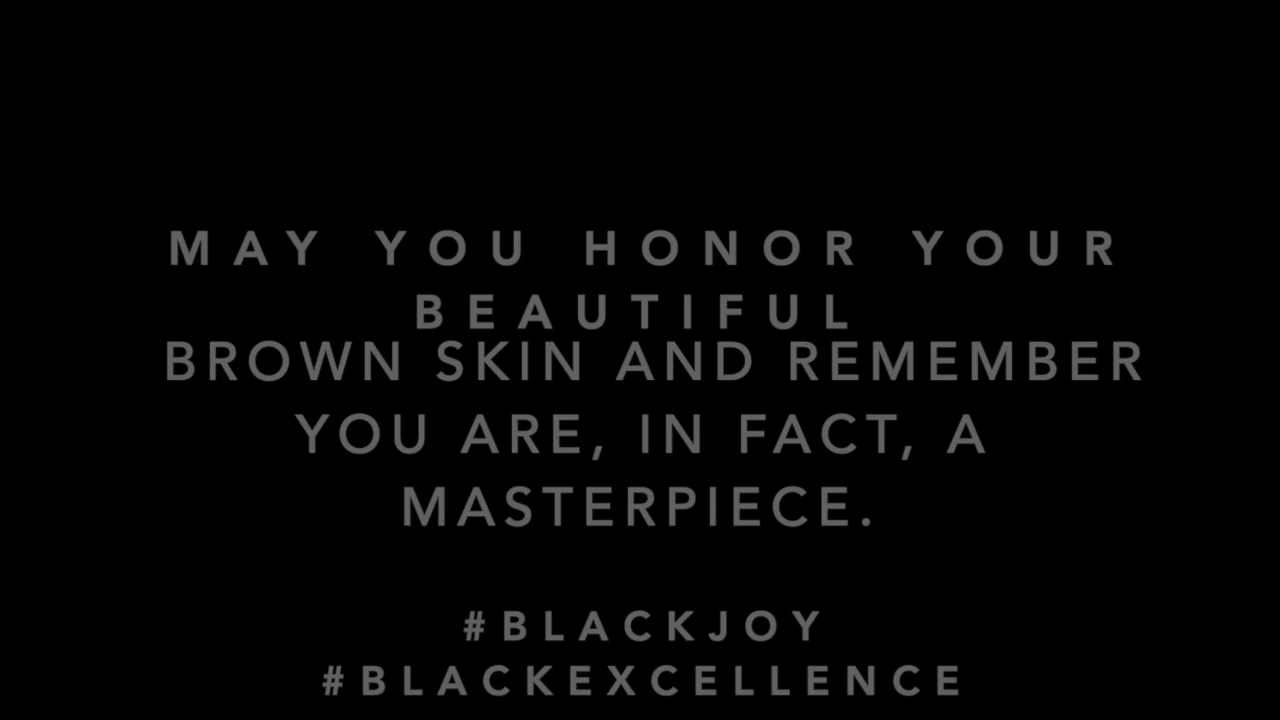 MAY YOU HONOR YOUR
BEAUTIFUL
BROWN SKIN AND REMEMBER
YOU ARE, IN FACT, A
MASTERPIECE.
#BLACKJOY
#BLACKEXCELLENCE